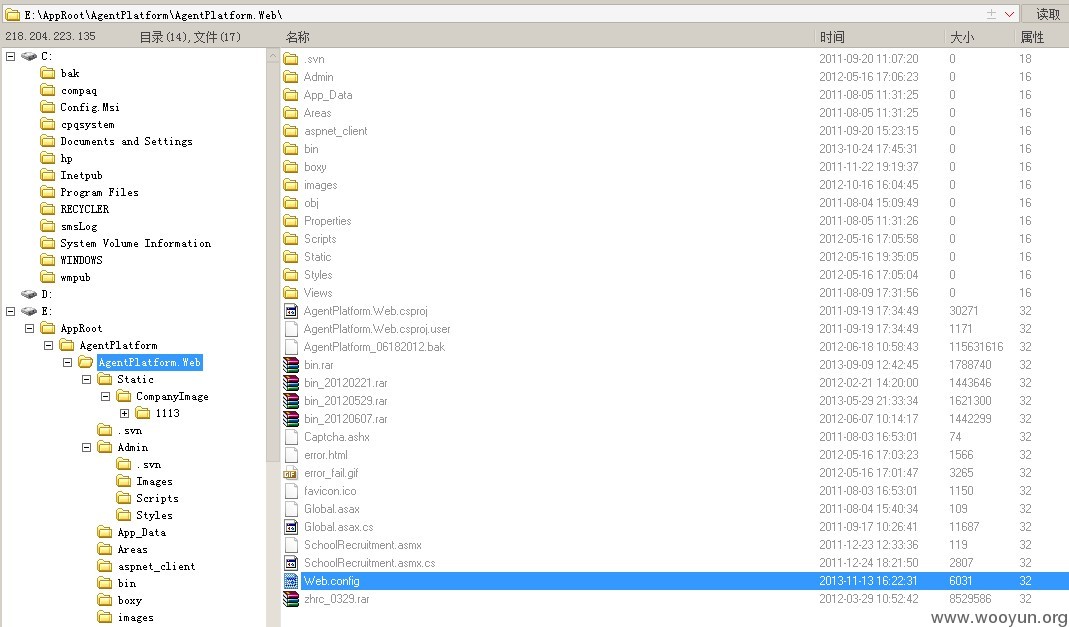 E:\AppRoot\AgentPlatform\AgentPlatform.Web\ 读取
218.204.223.135 目录(14),文件(17) 名称 时间 大小 属性
C:
bak
compaq
Config.Msi
cpqsystem
Documents and Settings
hp
Inetpub
Program Files
RECYCLER
smsLog
System Volume Information
WINDOWS
wmpub
D:
E:
AppRoot
AgentPlatform
AgentPlatform.Web
Static
CompanyImage
1113
.svn
Admin
.svn
Images
Scripts
Styles
App_Data
Areas
aspnet_client
bin
boxy
images
.svn 2011-09-20 11:07:20 0 18
Admin 2012-05-16 17:06:23 0 16
App_Data 2011-08-05 11:31:25 0 16
Areas 2011-08-05 11:31:25 0 16
aspnet_client 2011-09-20 15:23:15 0 16
bin 2013-10-24 17:45:31 0 16
boxy 2011-11-22 19:19:37 0 16
images 2012-10-16 16:04:45 0 16
obj 2011-08-04 15:09:49 0 16
Properties 2011-08-05 11:31:26 0 16
Scripts 2012-05-16 17:05:58 0 16
Static 2012-05-16 19:35:05 0 16
Styles 2012-05-16 17:05:04 0 16
Views 2011-08-09 17:31:56 0 16
AgentPlatform.Web.csproj 2011-09-19 17:34:49 30271 32
AgentPlatform.Web.csproj.user 2011-09-19 17:34:49 1171 32
AgentPlatform_06182012.bak 2012-06-18 10:58:43 115631616 32
bin.rar 2013-09-09 12:42:45 1788740 32
bin_20120221.rar 2012-02-21 14:20:00 1443646 32
bin_20120529.rar 2013-05-29 21:33:34 1621300 32
bin_20120607.rar 2012-06-07 10:14:17 1442299 32
Captcha.ashx 2011-08-03 16:53:01 74 32
error.html 2012-05-16 17:03:23 1566 32
error_fail.gif 2012-05-16 17:01:47 3265 32
favicon.ico 2011-08-03 16:53:01 1150 32
Global.asax 2011-08-04 15:40:34 109 32
Global.asax.cs 2011-09-17 10:26:41 11687 32
SchoolRecruitment.asmx 2011-12-23 12:33:36 119 32
SchoolRecruitment.asmx.cs 2011-12-24 18:21:50 2807 32
Web.config 2013-11-13 16:22:31 6031 32
zhrc_0329.rar 2012-03-29 10:52:42 8529586 32
www.wooyun.org